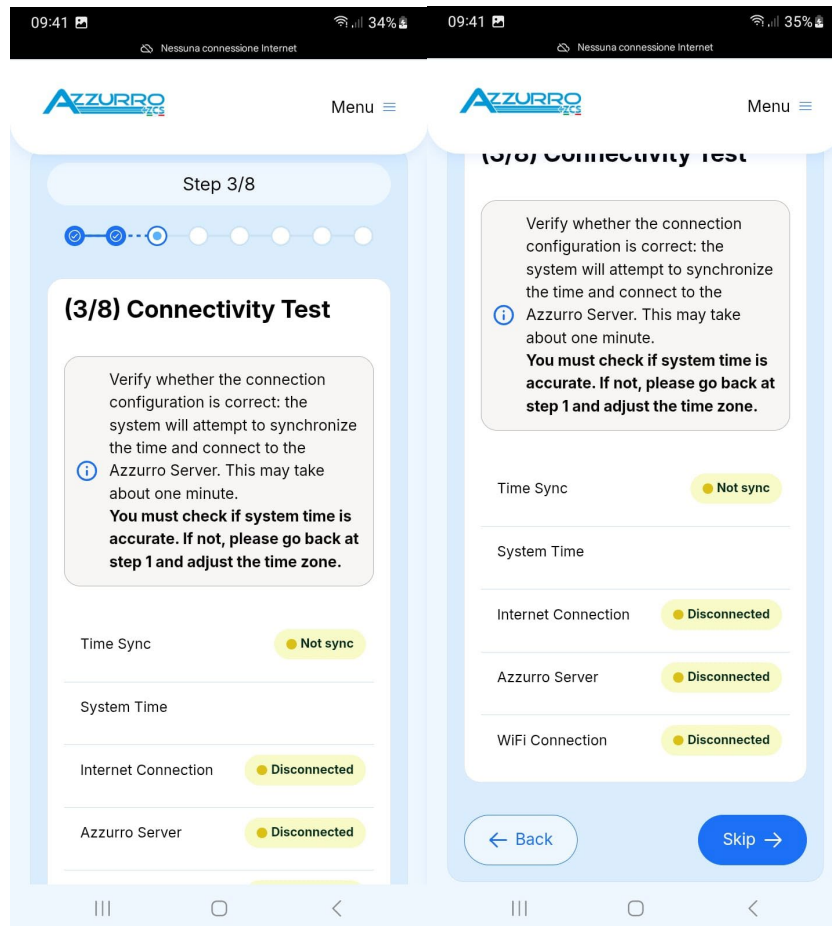 09:41 34%
Nessuna connessione Internet
AZZURRO
ZCS
Menu
Step 3/8
(3/8) Connectivity Test
Verify whether the connection
configuration is correct: the
system will attempt to synchronize
the time and connect to the
Azzurro Server. This may take
about one minute.
You must check if system time is
accurate. If not, please go back at
step 1 and adjust the time zone.
Time Sync Not sync
System Time
Internet Connection Disconnected
Azzurro Server Disconnected
09:41 35%
Nessuna connessione Internet
AZZURRO
ZCS
Menu
(3/8) Connectivity Test
Verify whether the connection
configuration is correct: the
system will attempt to synchronize
the time and connect to the
Azzurro Server. This may take
about one minute.
You must check if system time is
accurate. If not, please go back at
step 1 and adjust the time zone.
Time Sync Not sync
System Time
Internet Connection Disconnected
Azzurro Server Disconnected
WiFi Connection Disconnected
← Back
Skip →